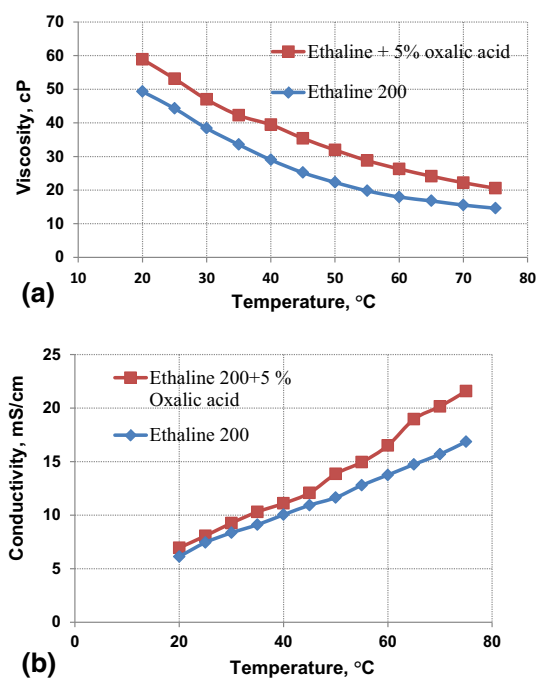 70
60
50
40
30
20
10
0
Viscosity, cP
Ethaline + 5% oxalic acid
Ethaline 200
10 20 30 40 50 60 70 80
Temperature, °C
(a)
25
20
15
10
5
0
Conductivity, mS/cm
Ethaline 200+5 %
Oxalic acid
Ethaline 200
0 20 40 60 80
Temperature, °C
(b)